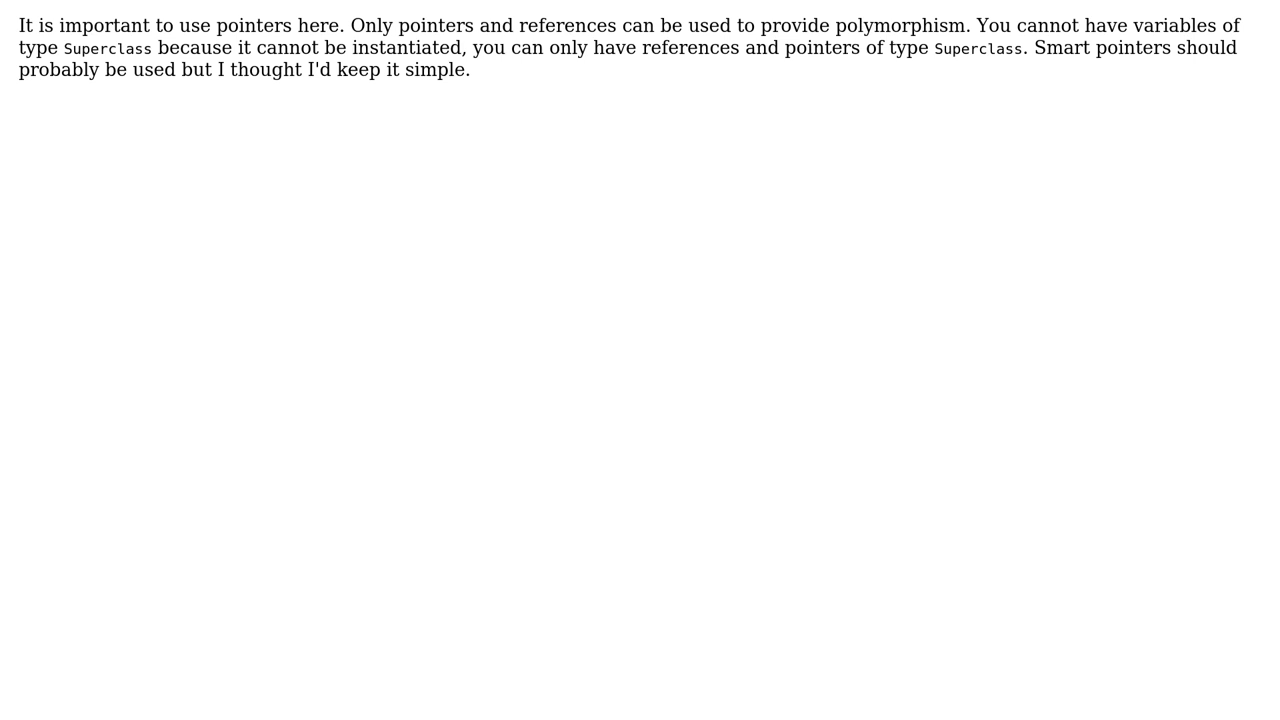 It is important to use pointers here. Only pointers and references can be used to provide polymorphism. You cannot have variables of
type Superclass because it cannot be instantiated, you can only have references and pointers of type Superclass. Smart pointers should
probably be used but I thought I'd keep it simple.